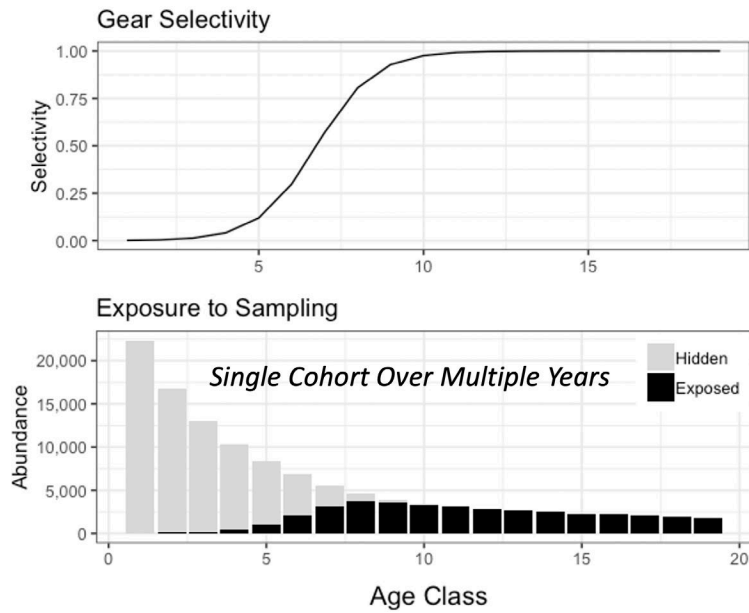 Gear Selectivity
1.00
0.75
0.50
0.25
0.00
Selectivity
5
10
15
Exposure to Sampling
20,000
15,000
10,000
5,000
0
Abundance
Single Cohort Over Multiple Years
Hidden
Exposed
0
5
10
15
20
Age Class